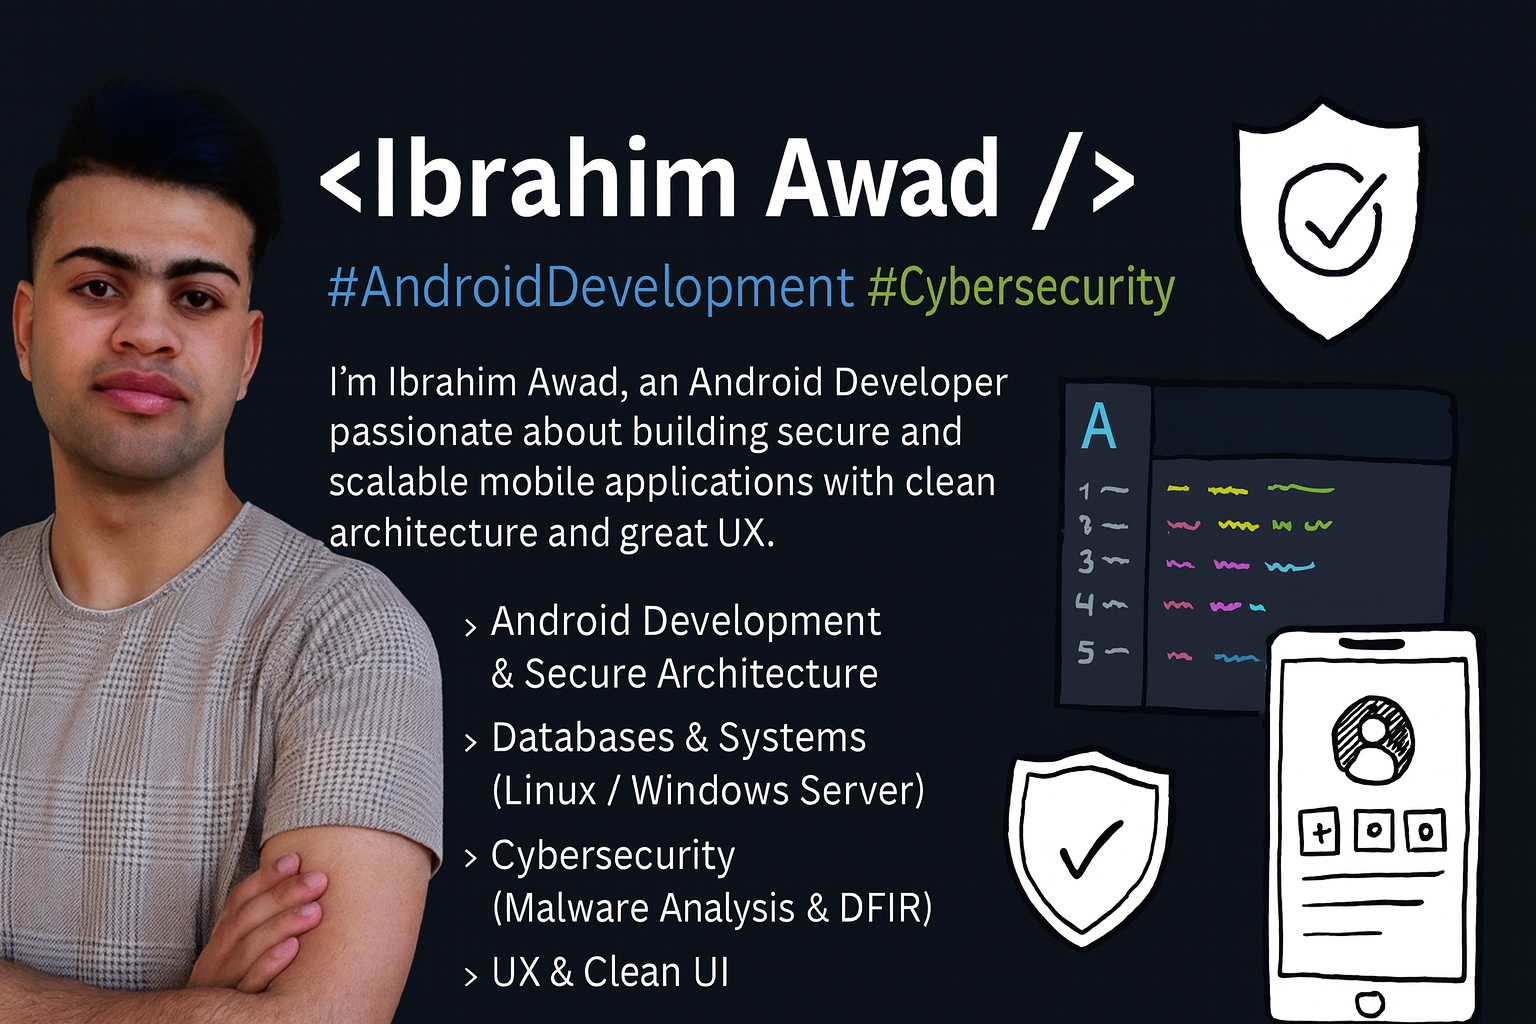 <Ibrahim Awad />
#AndroidDevelopment #Cybersecurity
I’m Ibrahim Awad, an Android Developer
passionate about building secure and
scalable mobile applications with clean
architecture and great UX.
> Android Development
& Secure Architecture
> Databases & Systems
(Linux / Windows Server)
> Cybersecurity
(Malware Analysis & DFIR)
> UX & Clean UI
A
1
2
3
4
5